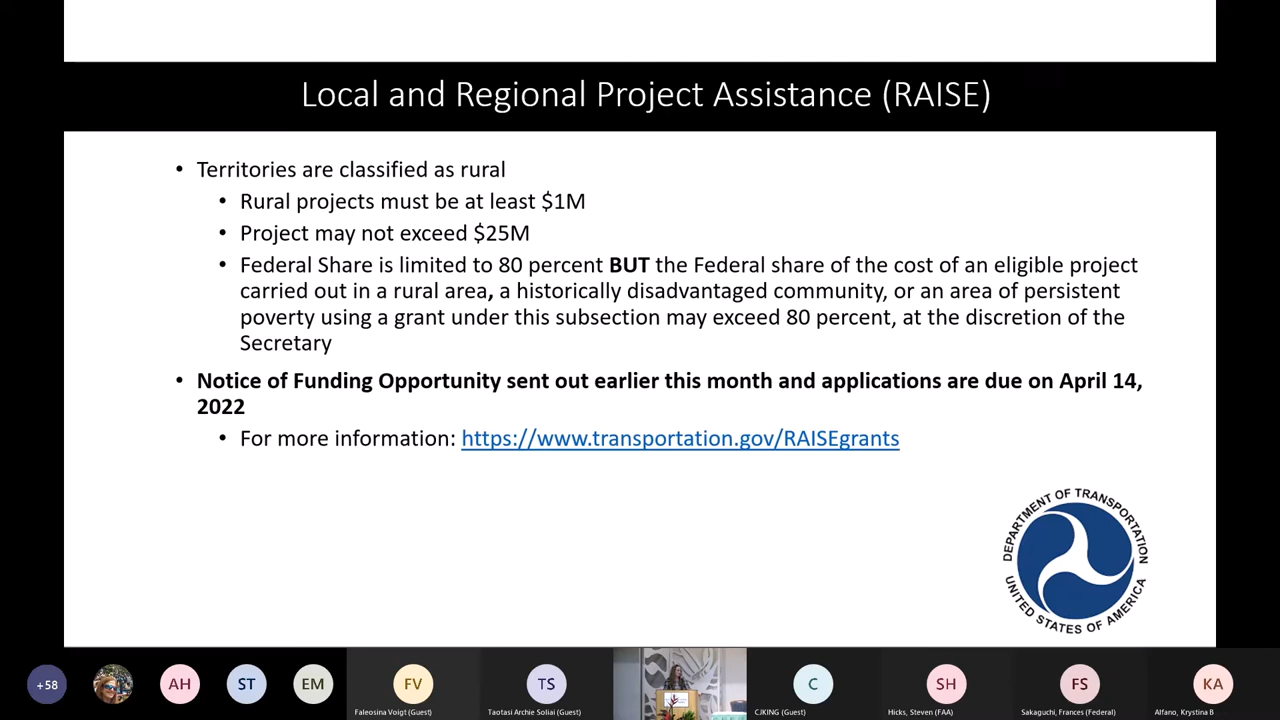 Local and Regional Project Assistance (RAISE)
• Territories are classified as rural
• Rural projects must be at least $1M
• Project may not exceed $25M
• Federal Share is limited to 80 percent BUT the Federal share of the cost of an eligible project
carried out in a rural area, a historically disadvantaged community, or an area of persistent
poverty using a grant under this subsection may exceed 80 percent, at the discretion of the
Secretary
• Notice of Funding Opportunity sent out earlier this month and applications are due on April 14,
2022
• For more information: https://www.transportation.gov/RAISEgrants
DEPARTMENT OF TRANSPORTATION
UNITED STATES OF AMERICA
+58
AH
ST
EM
FV
TS
C
SH
FS
KA
Faleosina Voigt (Guest)
Taotasi Archie Soliai (Guest)
CJKING (Guest)
Hicks, Steven (FAA)
Sakaguchi, Frances (Federal)
Alfano, Krystina B